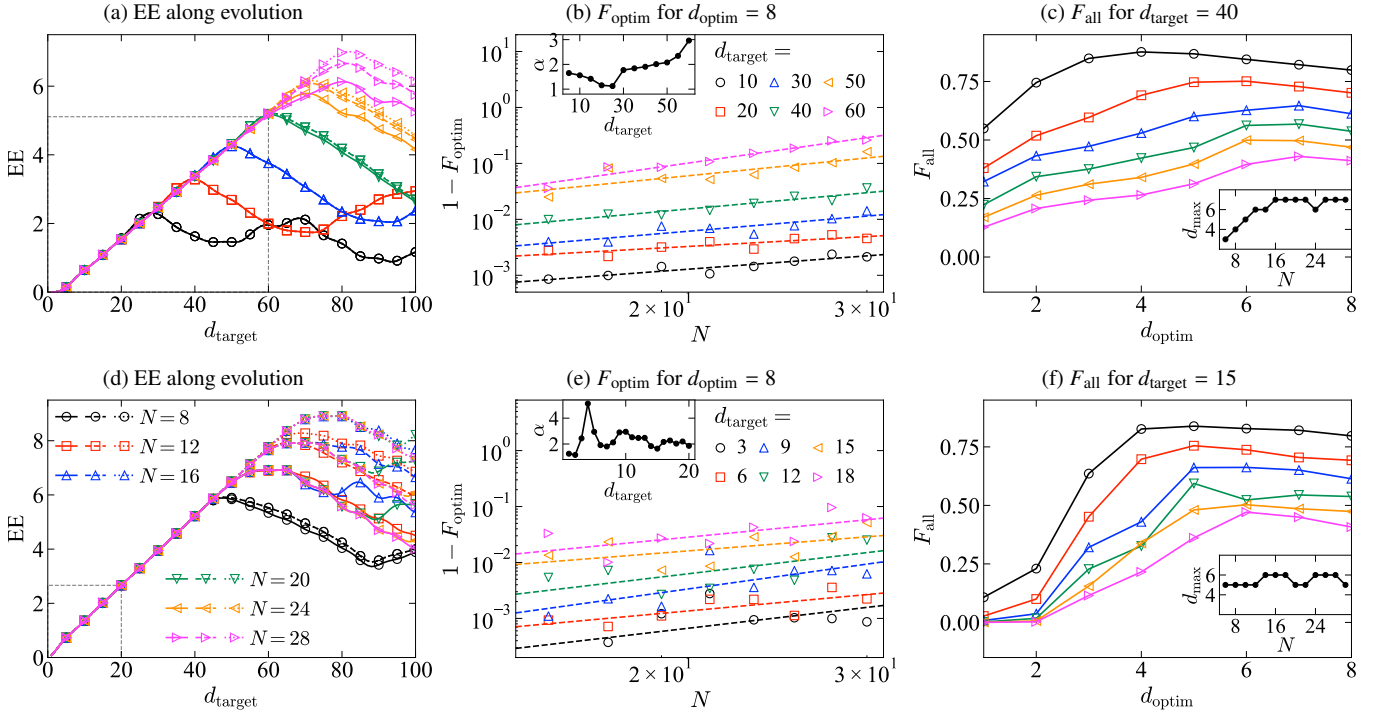 (a) EE along evolution
EE
6
4
2
0
0 20 40 60 80 100
d_target
(b) F_optim for d_optim = 8
1 − F_optim
10^1
10^0
10^−1
10^−2
10^−3
α
3
2
1
10 30 50
d_target
d_target =
10 30 50
20 40 60
2 × 10^1 3 × 10^1
N
(c) F_all for d_target = 40
F_all
0.75
0.50
0.25
0.00
d_max
6
4
8 16 24
N
2 4 6 8
d_optim
(d) EE along evolution
EE
8
6
4
2
0
N = 8
N = 12
N = 16
N = 20
N = 24
N = 28
0 20 40 60 80 100
d_target
(e) F_optim for d_optim = 8
1 − F_optim
10^0
10^−1
10^−2
10^−3
α
4
2
10 20
d_target
d_target =
3 9 15
6 12 18
2 × 10^1 3 × 10^1
N
(f) F_all for d_target = 15
F_all
0.75
0.50
0.25
0.00
d_max
6
4
8 16 24
N
2 4 6 8
d_optim